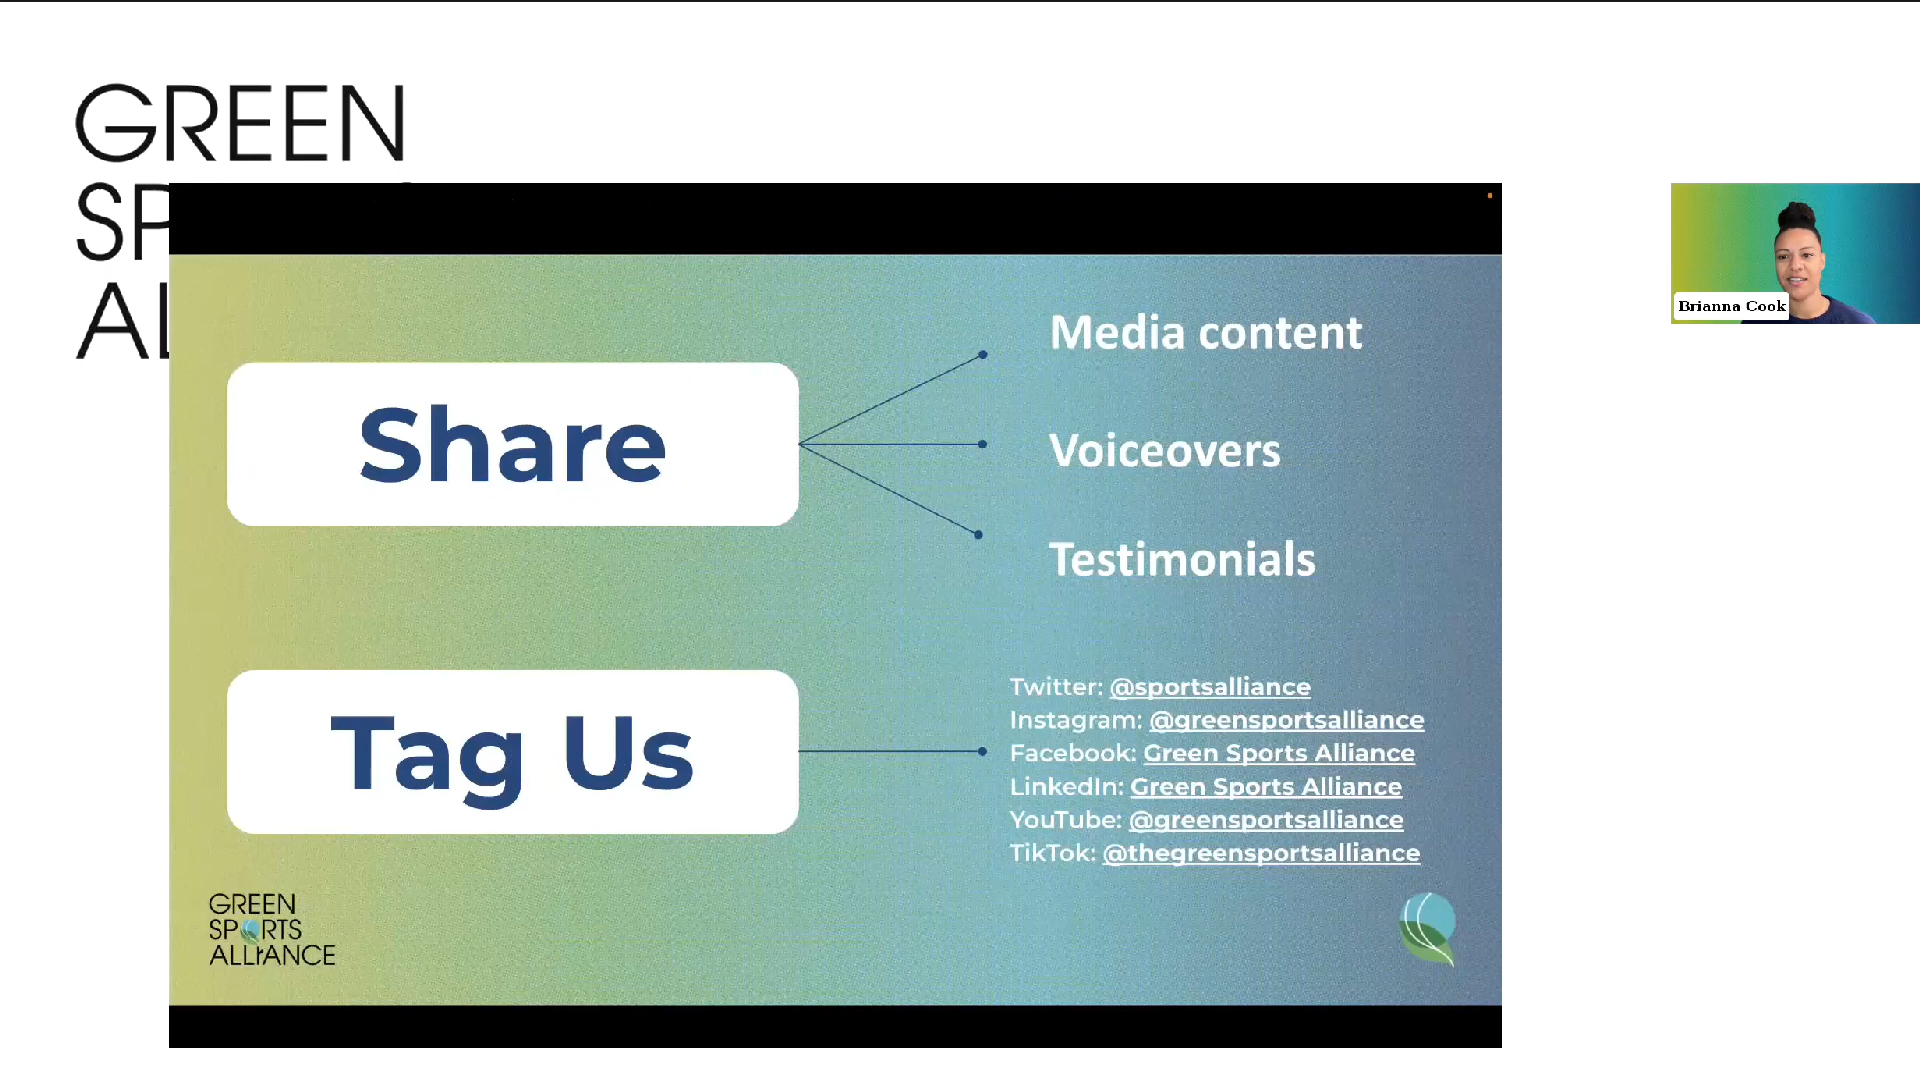 GREEN
SP
AL
Share
Media content
Voiceovers
Testimonials
Tag Us
Twitter: @sportsalliance
Instagram: @greensportsalliance
Facebook: Green Sports Alliance
LinkedIn: Green Sports Alliance
YouTube: @greensportsalliance
TikTok: @thegreensportsalliance
GREEN
SPORTS
ALLIANCE
Brianna Cook